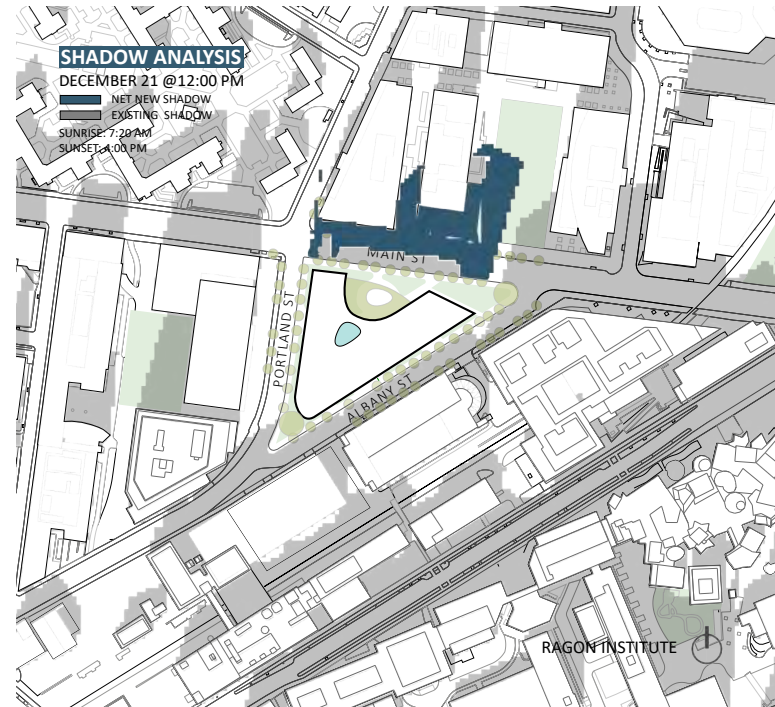 SHADOW ANALYSIS
DECEMBER 21 @12:00 PM
NET NEW SHADOW
EXISTING SHADOW
SUNRISE: 7:20 AM
SUNSET: 4:00 PM
MAIN ST
PORTLAND ST
ALBANY ST
RAGON INSTITUTE